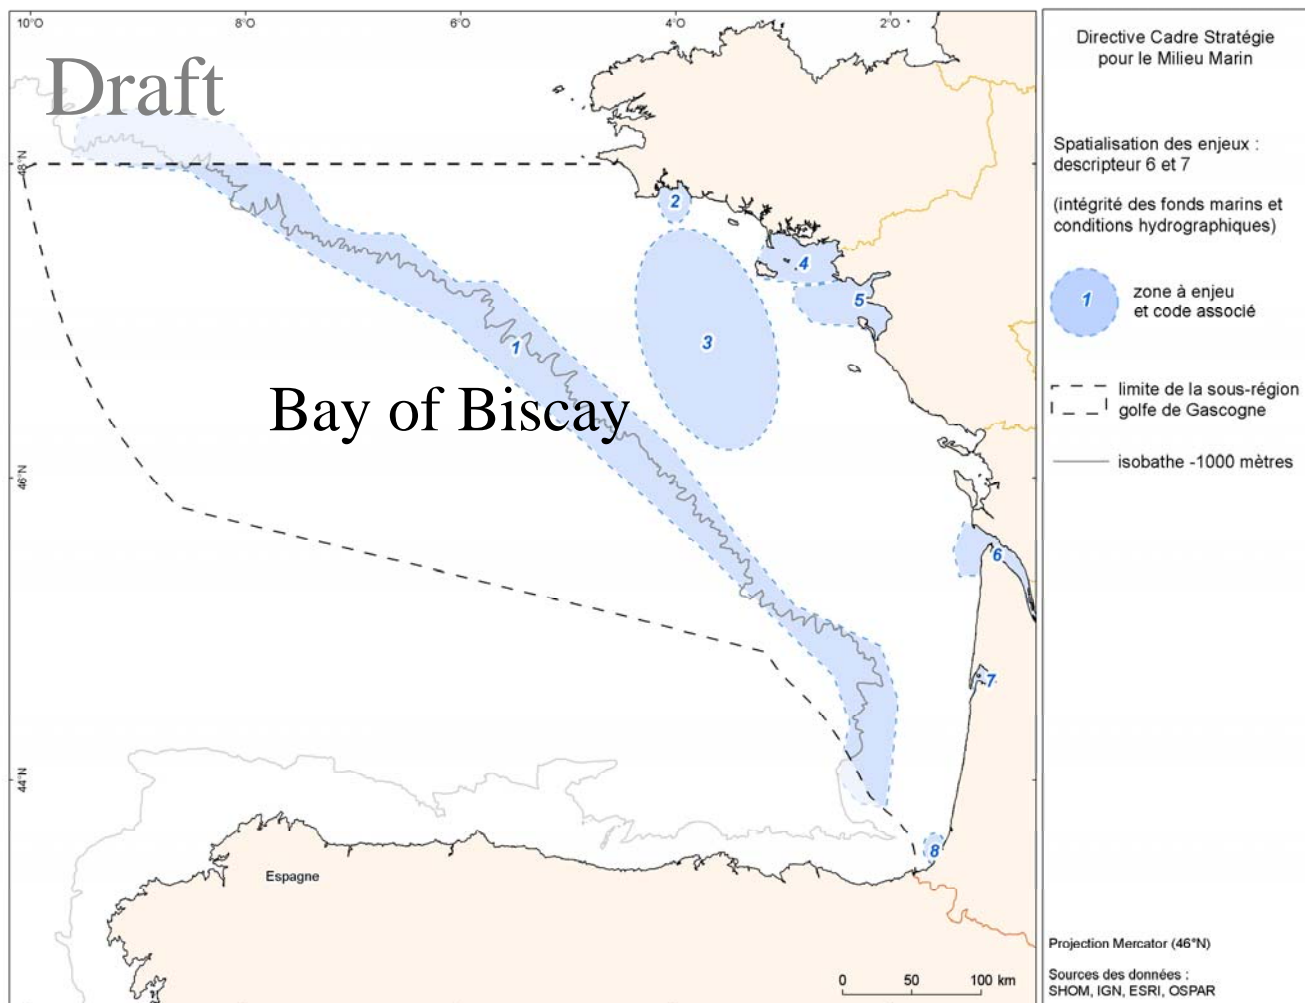 10°O
8°O
6°O
4°O
2°O
Draft
48°N
46°N
44°N
Bay of Biscay
1
2
3
4
5
6
7
8
Espagne
0 50 100 km
Directive Cadre Stratégie
pour le Milieu Marin
Spatialisation des enjeux :
descripteur 6 et 7
(intégrité des fonds marins et
conditions hydrographiques)
1
zone à enjeu
et code associé
limite de la sous-région
golfe de Gascogne
isobathe -1000 mètres
Projection Mercator (46°N)
Sources des données :
SHOM, IGN, ESRI, OSPAR